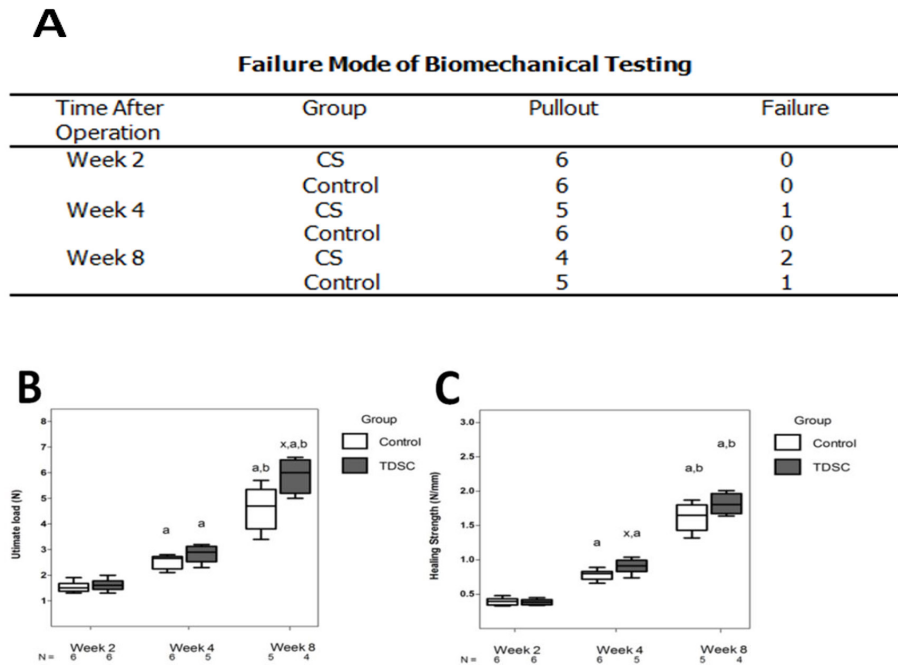 A
Failure Mode of Biomechanical Testing
Time After Operation Group Pullout Failure
Week 2 CS 6 0
Control 6 0
Week 4 CS 5 1
Control 6 0
Week 8 CS 4 2
Control 5 1
B
Utimate load (N)
8
7
6
5
4
3
2
1
a
a
a,b
x,a,b
Group
Control
TDSC
Week 2 Week 4 Week 8
N = 6 6 6 5 5 4
C
Healing Strength (N/mm)
3.0
2.5
2.0
1.5
1.0
0.5
a
x,a
a,b
a,b
Group
Control
TDSC
Week 2 Week 4 Week 8
N = 6 6 6 5 5 4